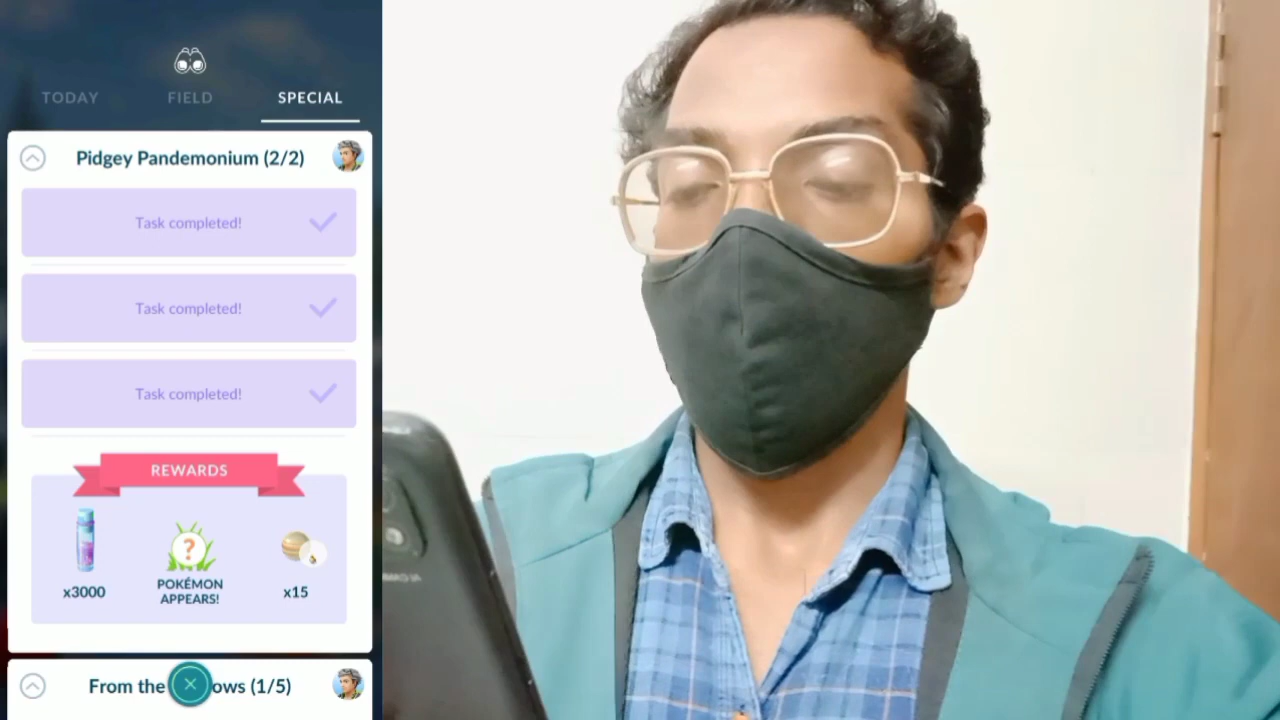 TODAY
FIELD
SPECIAL
Pidgey Pandemonium (2/2)
Task completed!
Task completed!
Task completed!
REWARDS
x3000
POKÉMON
APPEARS!
x15
?
From the ows (1/5)